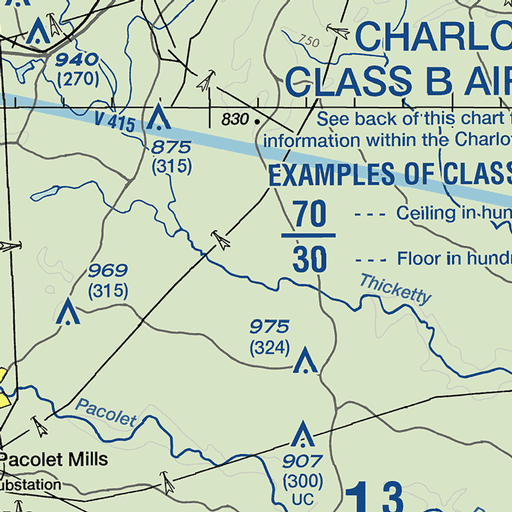 940
(270)
750
CHARLO
CLASS B AI
V 415
830
See back of this chart
information within the Charlo
875
(315)
EXAMPLES OF CLASS
70
--- Ceiling in hun
30
--- Floor in hund
969
(315)
Thicketty
975
(324)
Pacolet
Pacolet Mills
ubstation
907
(300)
UC
13